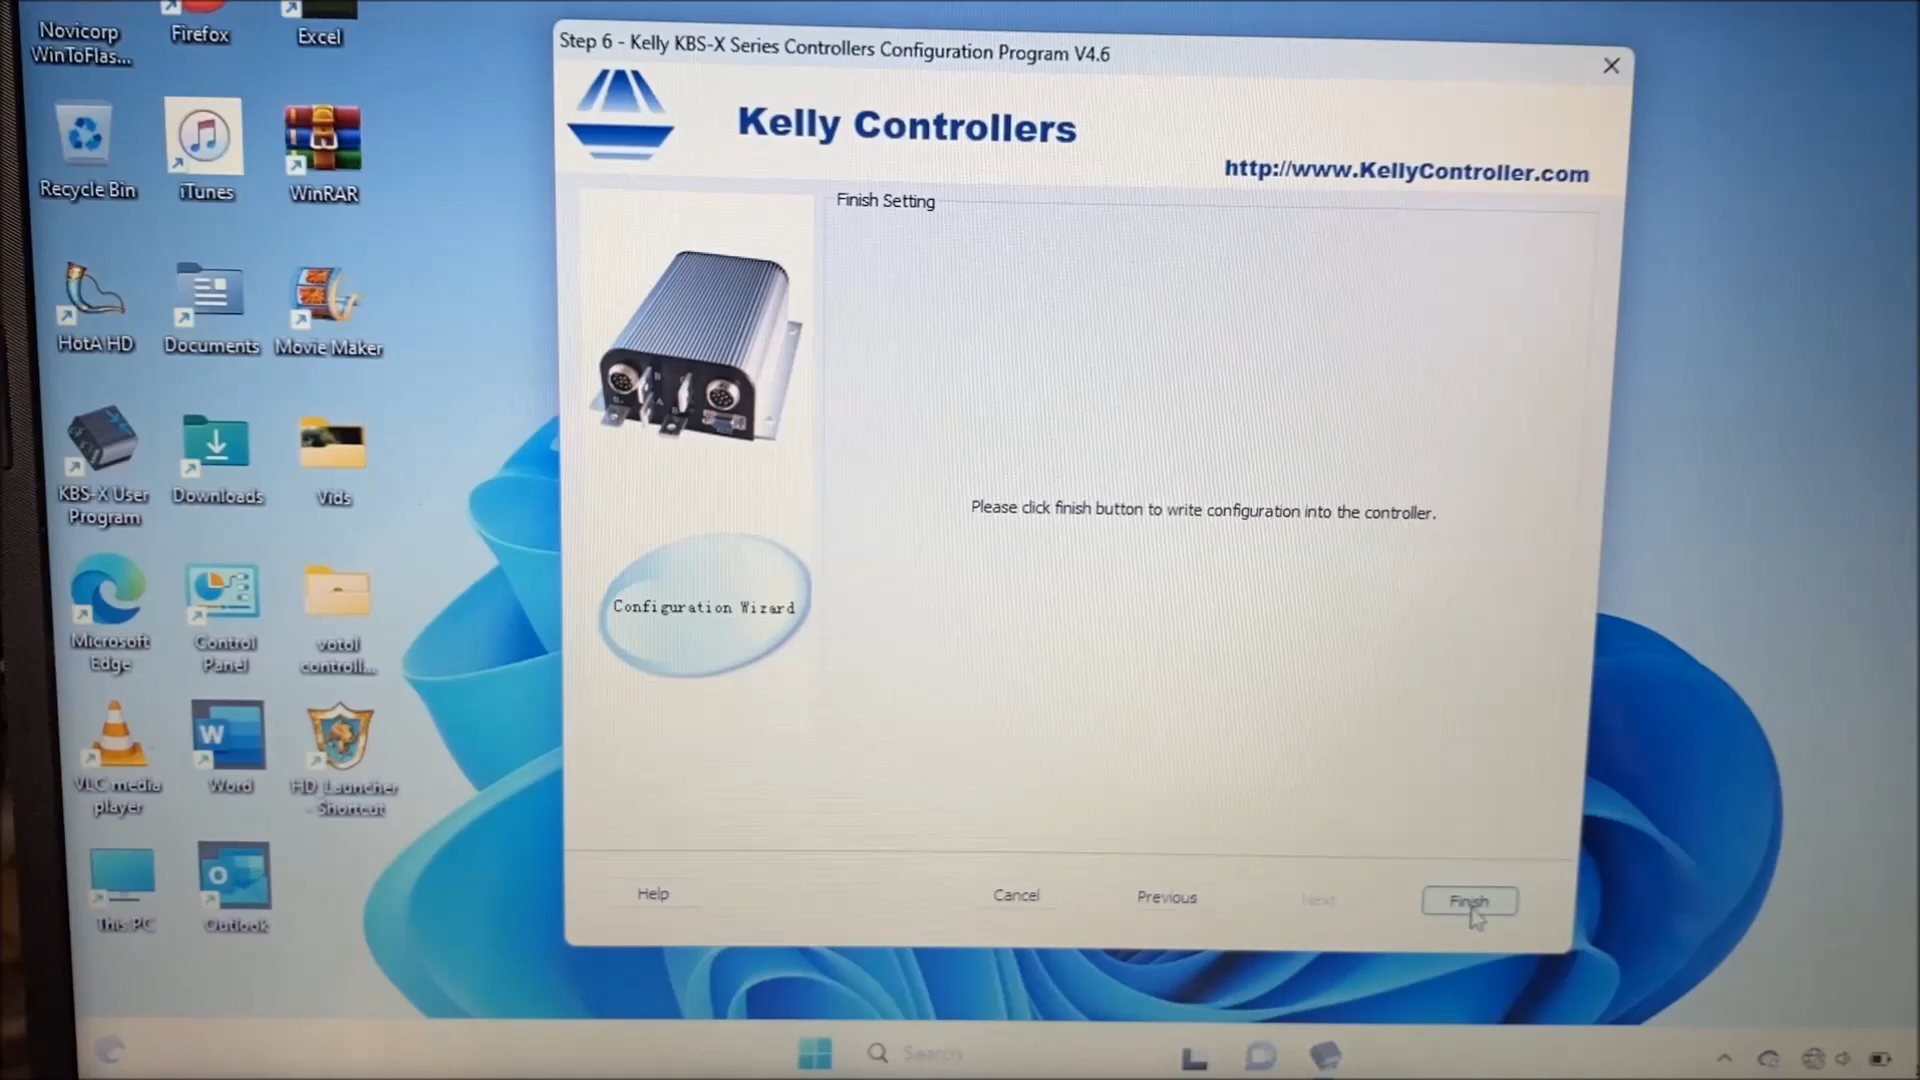 Novicorp
WinToFlas...
Firefox
Excel
Recycle Bin
iTunes
WinRAR
HotA HD
Documents
Movie Maker
KBS-X User
Program
Downloads
Vids
Microsoft
Edge
Control
Panel
votol
controll...
VLC media
player
Word
HD Launcher
- Shortcut
This PC
Outlook
Step 6 - Kelly KBS-X Series Controllers Configuration Program V4.6
Kelly Controllers
http://www.KellyController.com
Finish Setting
Configuration Wizard
Please click finish button to write configuration into the controller.
Help
Cancel
Previous
Next
Finish
Search